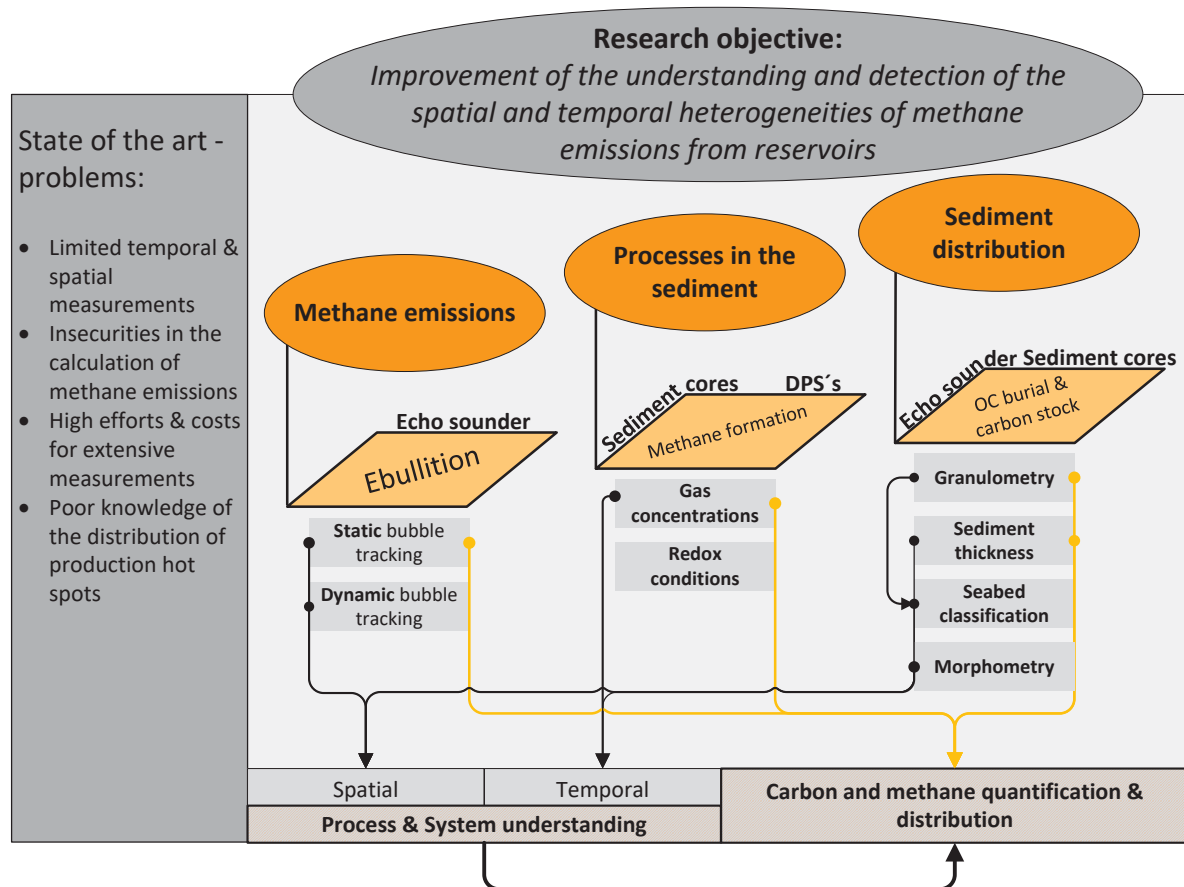 Research objective:
Improvement of the understanding and detection of the
spatial and temporal heterogeneities of methane
emissions from reservoirs
State of the art -
problems:
• Limited temporal &
spatial
measurements
• Insecurities in the
calculation of
methane emissions
• High efforts & costs
for extensive
measurements
• Poor knowledge of
the distribution of
production hot
spots
Methane emissions
Echo sounder
Ebullition
Static bubble
tracking
Dynamic bubble
tracking
Processes in the
sediment
Sediment cores
DPS´s
Methane formation
Gas
concentrations
Redox
conditions
Sediment
distribution
Echo sounder Sediment cores
OC burial &
carbon stock
Granulometry
Sediment
thickness
Seabed
classification
Morphometry
Spatial
Temporal
Process & System understanding
Carbon and methane quantification &
distribution